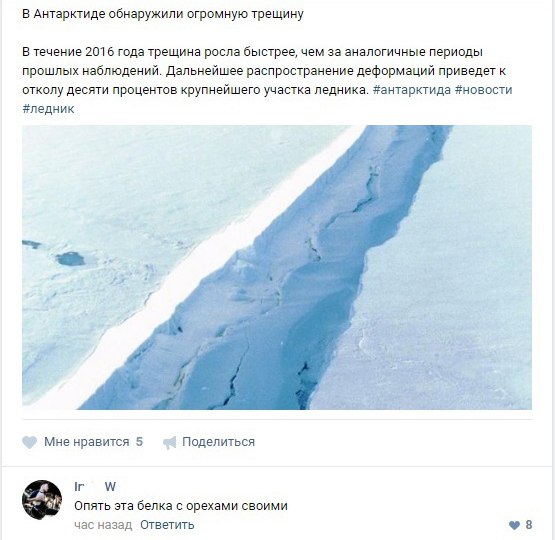 В Антарктиде обнаружили огромную трещину
В течение 2016 года трещина росла быстрее, чем за аналогичные периоды
прошлых наблюдений. Дальнейшее распространение деформаций приведет к
отколу десяти процентов крупнейшего участка ледника. #антарктида #новости
#ледник
Мне нравится 5 Поделиться
Ir W
Опять эта белка с орехами своими
час назад Ответить 8